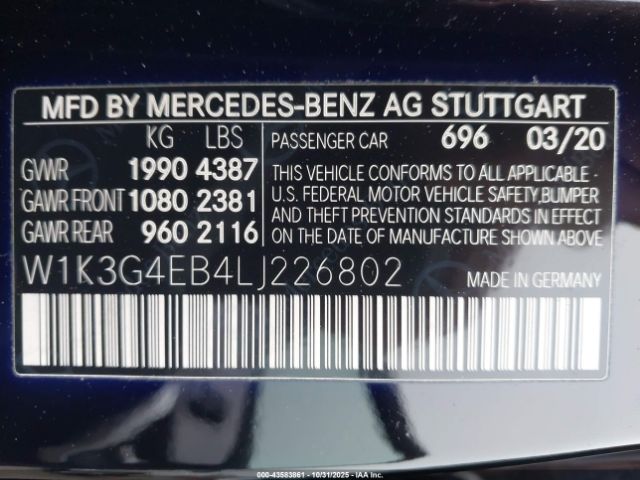 MFD BY MERCEDES-BENZ AG STUTTGART
KG LBS PASSENGER CAR 696 03/20
GWR 1990 4387
GAWR FRONT 1080 2381
GAWR REAR 960 2116
THIS VEHICLE CONFORMS TO ALL APPLICABLE
U.S. FEDERAL MOTOR VEHICLE SAFETY, BUMPER
AND THEFT PREVENTION STANDARDS IN EFFECT
ON THE DATE OF MANUFACTURE SHOWN ABOVE.
W1K3G4EB4LJ226802 MADE IN GERMANY
000-43583861 | 10/31/2025 | IAA Inc.